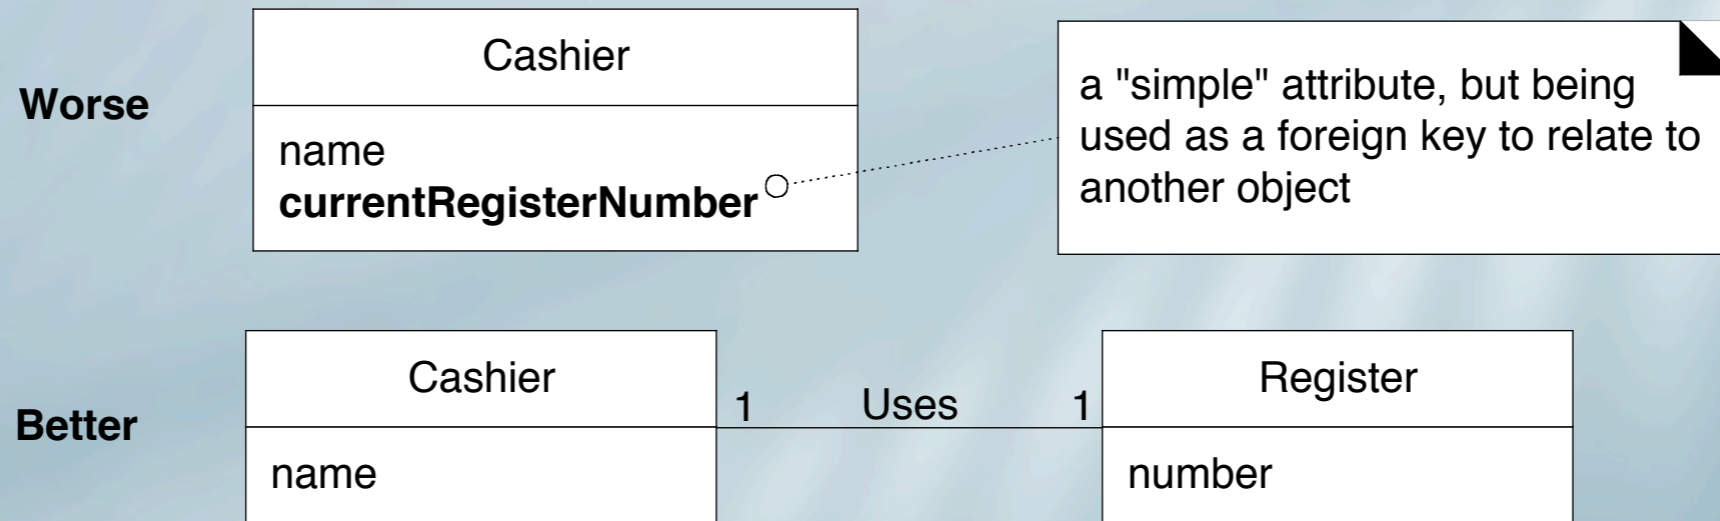 Worse
Cashier
name
currentRegisterNumber
a "simple" attribute, but being
used as a foreign key to relate to
another object
Better
Cashier
name
1 Uses 1
Register
number